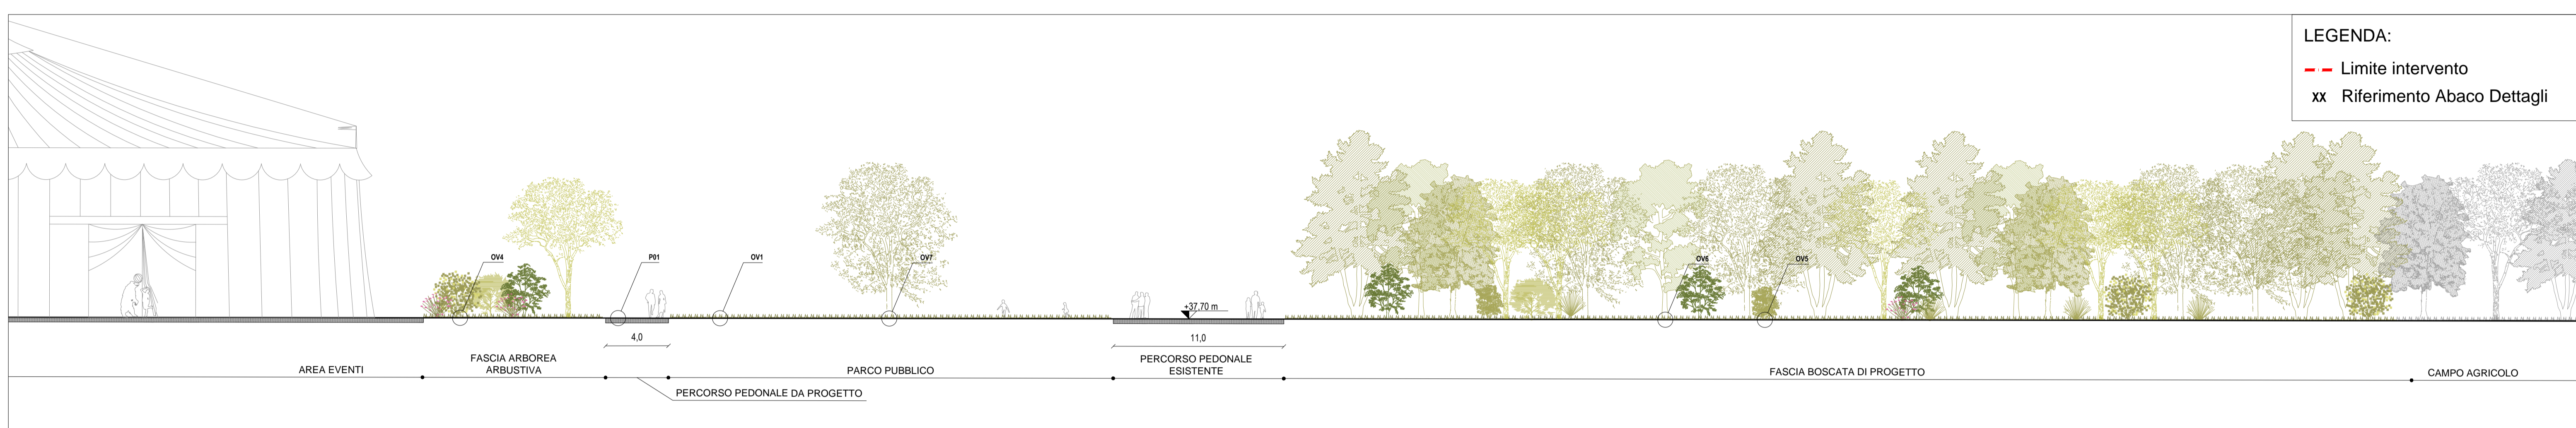 LEGENDA:
Limite intervento
XX Riferimento Abaco Dettagli
OV4
P01
OV1
OV7
OV6
OV5
+37,70 m
4,0
11,0
AREA EVENTI
FASCIA ARBOREA
ARBUSTIVA
PARCO PUBBLICO
PERCORSO PEDONALE
ESISTENTE
FASCIA BOSCATA DI PROGETTO
CAMPO AGRICOLO
PERCORSO PEDONALE DA PROGETTO